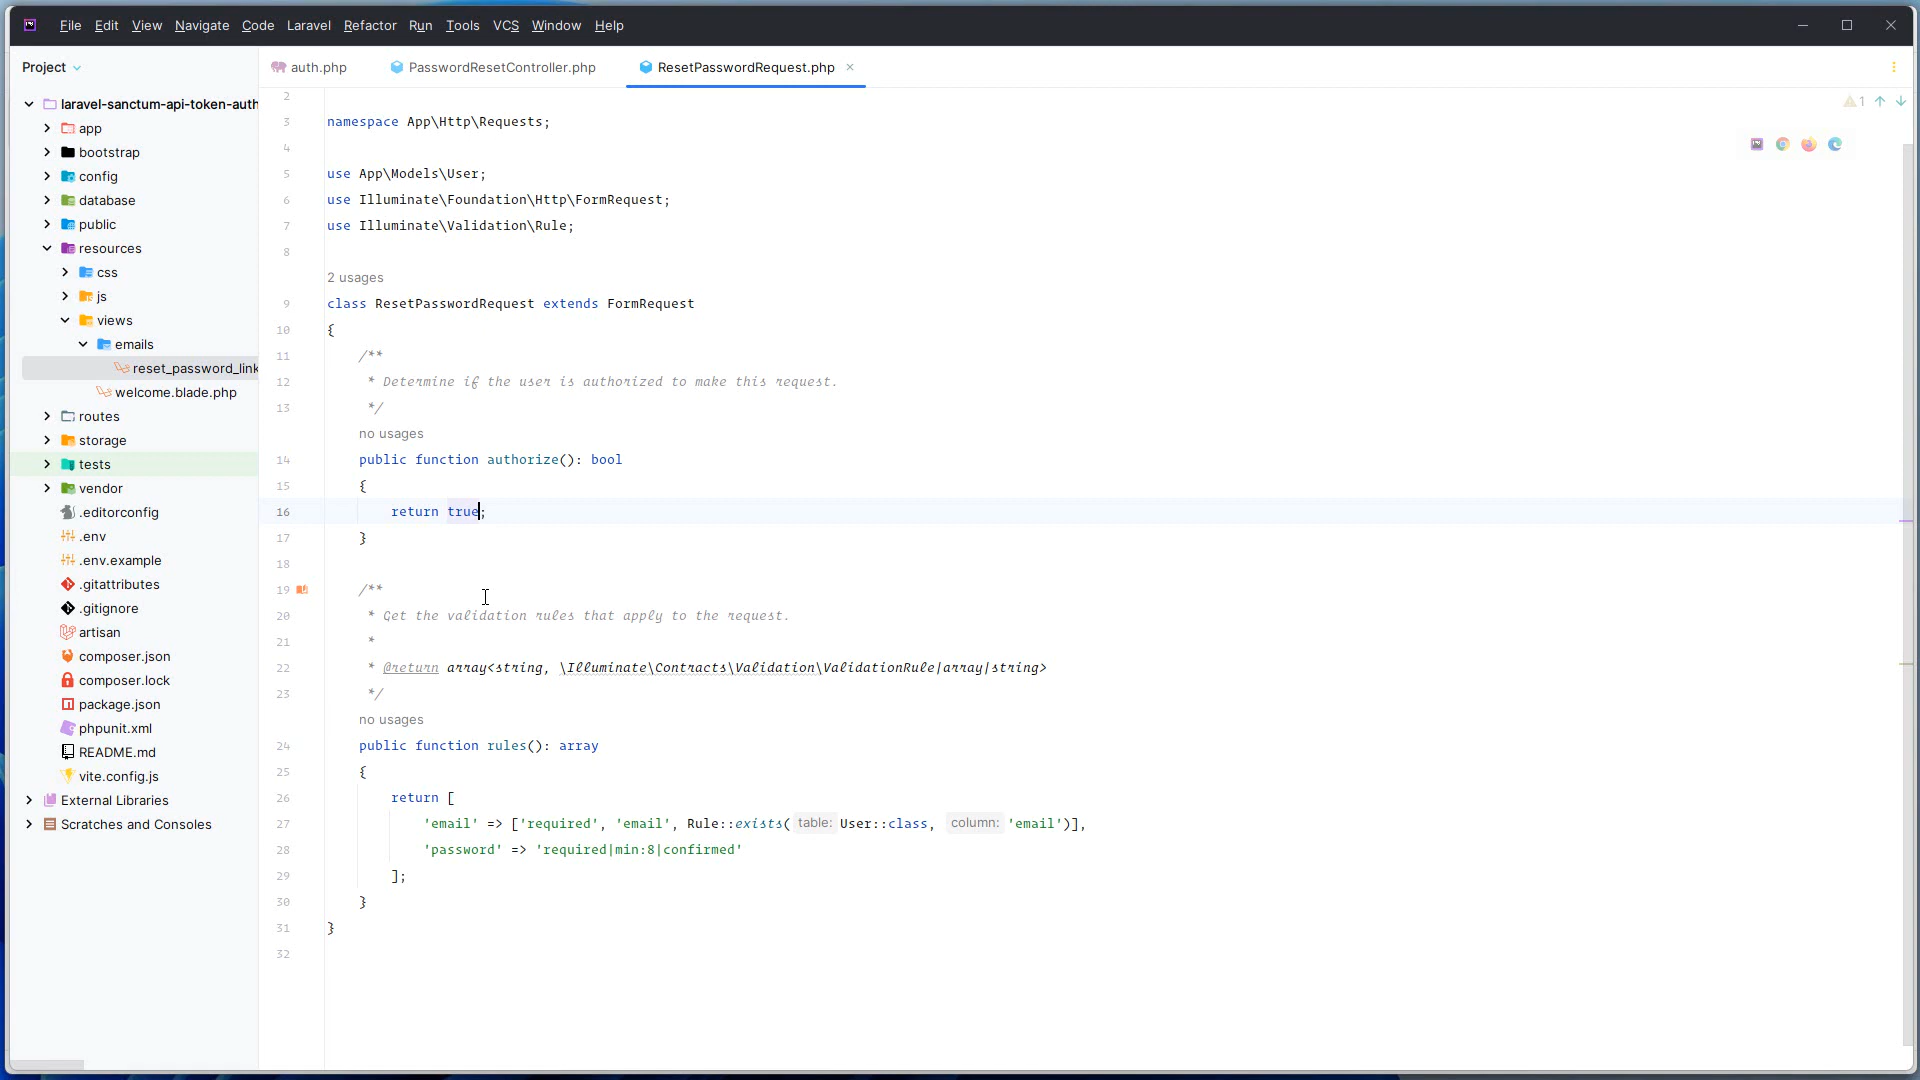 File Edit View Navigate Code Laravel Refactor Run Tools VCS Window Help
Project
auth.php
PasswordResetController.php
ResetPasswordRequest.php
laravel-sanctum-api-token-auth
app
bootstrap
config
database
public
resources
css
js
views
emails
reset_password_link
welcome.blade.php
routes
storage
tests
vendor
.editorconfig
.env
.env.example
.gitattributes
.gitignore
artisan
composer.json
composer.lock
package.json
phpunit.xml
README.md
vite.config.js
External Libraries
Scratches and Consoles
1
2
3 namespace App\Http\Requests;
4
5 use App\Models\User;
6 use Illuminate\Foundation\Http\FormRequest;
7 use Illuminate\Validation\Rule;
8
2 usages
9 class ResetPasswordRequest extends FormRequest
10 {
11 /**
12 * Determine if the user is authorized to make this request.
13 */
no usages
14 public function authorize(): bool
15 {
16 return true;
17 }
18
19 /**
20 * Get the validation rules that apply to the request.
21 *
22 * @return array<string, \Illuminate\Contracts\Validation\ValidationRule|array|string>
23 */
no usages
24 public function rules(): array
25 {
26 return [
27 'email' => ['required', 'email', Rule::exists( table: User::class, column: 'email')],
28 'password' => 'required|min:8|confirmed'
29 ];
30 }
31 }
32